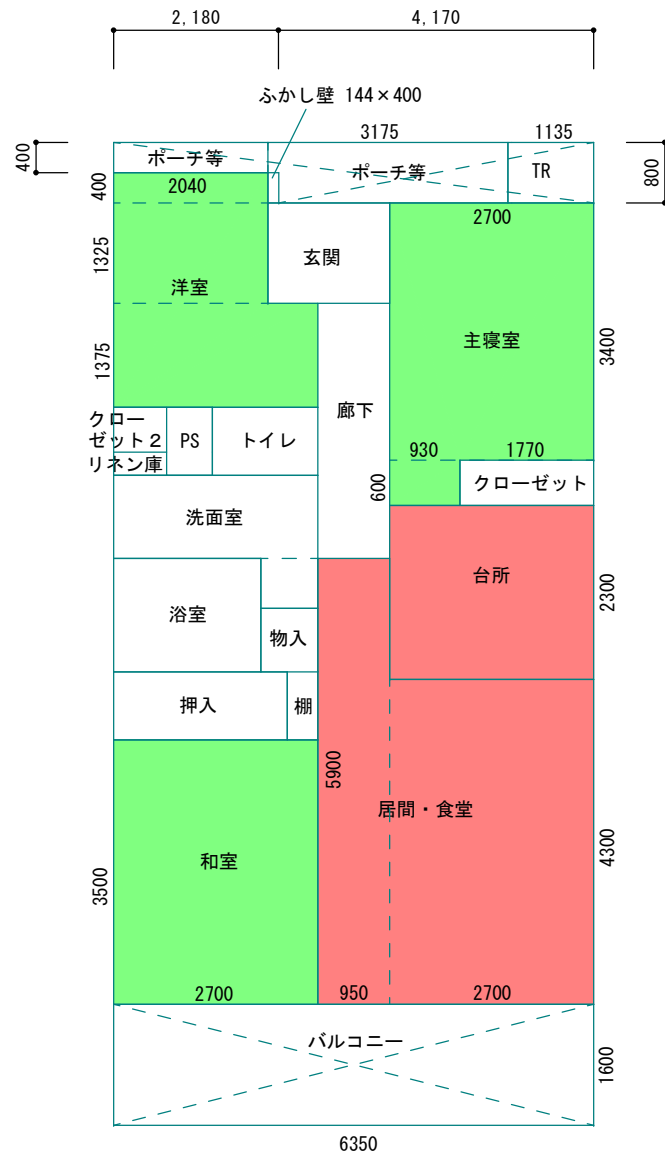 2,180
4,170
ふかし壁 144×400
3175
1135
400
ポーチ等
ポーチ等
TR
800
400
2040
2700
1325
玄関
洋室
主寝室
3400
1375
廊下
クロー
ゼット２
PS
トイレ
930
1770
リネン庫
600
クローゼット
洗面室
台所
2300
浴室
物入
押入
棚
5900
居間・食堂
4300
和室
3500
2700
950
2700
バルコニー
1600
6350